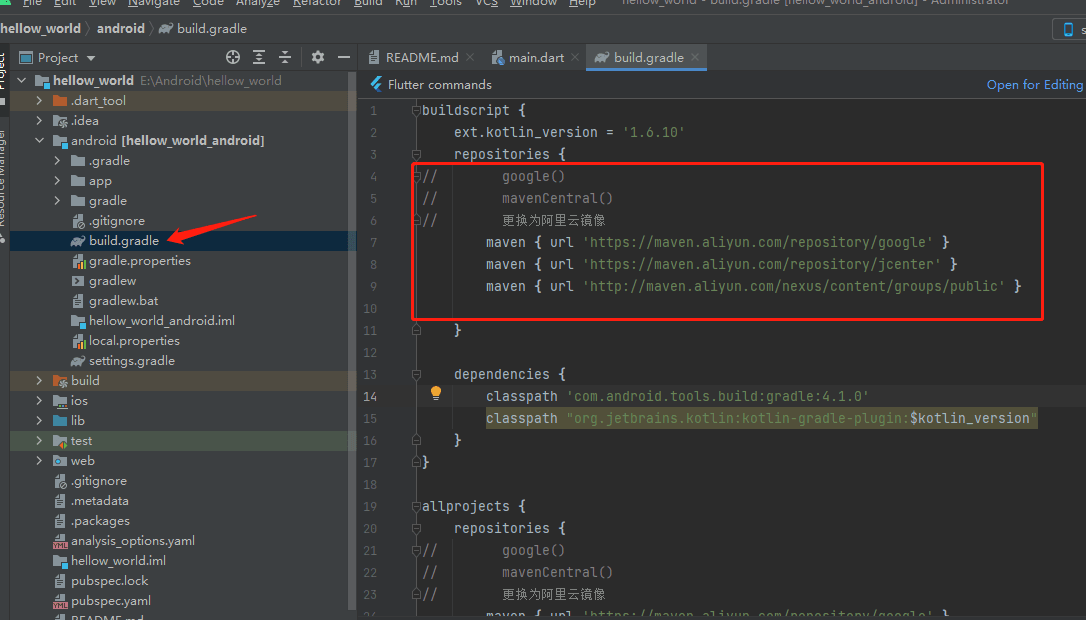 File Edit View Navigate Code Analyze Refactor Build Run Tools VCS Window Help hellow_world - build.gradle [hellow_world_android] - Administrator
hellow_world android build.gradle
Project
README.md main.dart build.gradle
Flutter commands Open for Editing
Project
Resource Manager
hellow_world E:\Android\hellow_world
.dart_tool
.idea
android [hellow_world_android]
.gradle
app
gradle
.gitignore
build.gradle
gradle.properties
gradlew
gradlew.bat
hellow_world_android.iml
local.properties
settings.gradle
build
ios
lib
test
web
.gitignore
.metadata
.packages
analysis_options.yaml
hellow_world.iml
pubspec.lock
pubspec.yaml
README.md
1 buildscript {
2 ext.kotlin_version = '1.6.10'
3 repositories {
4 // google()
5 // mavenCentral()
6 // 更换为阿里云镜像
7 maven { url 'https://maven.aliyun.com/repository/google' }
8 maven { url 'https://maven.aliyun.com/repository/jcenter' }
9 maven { url 'http://maven.aliyun.com/nexus/content/groups/public' }
10
11 }
12
13 dependencies {
14 classpath 'com.android.tools.build:gradle:4.1.0'
15 classpath "org.jetbrains.kotlin:kotlin-gradle-plugin:$kotlin_version"
16 }
17 }
18
19 allprojects {
20 repositories {
21 // google()
22 // mavenCentral()
23 // 更换为阿里云镜像
24 maven { url 'https://maven.aliyun.com/repository/google' }